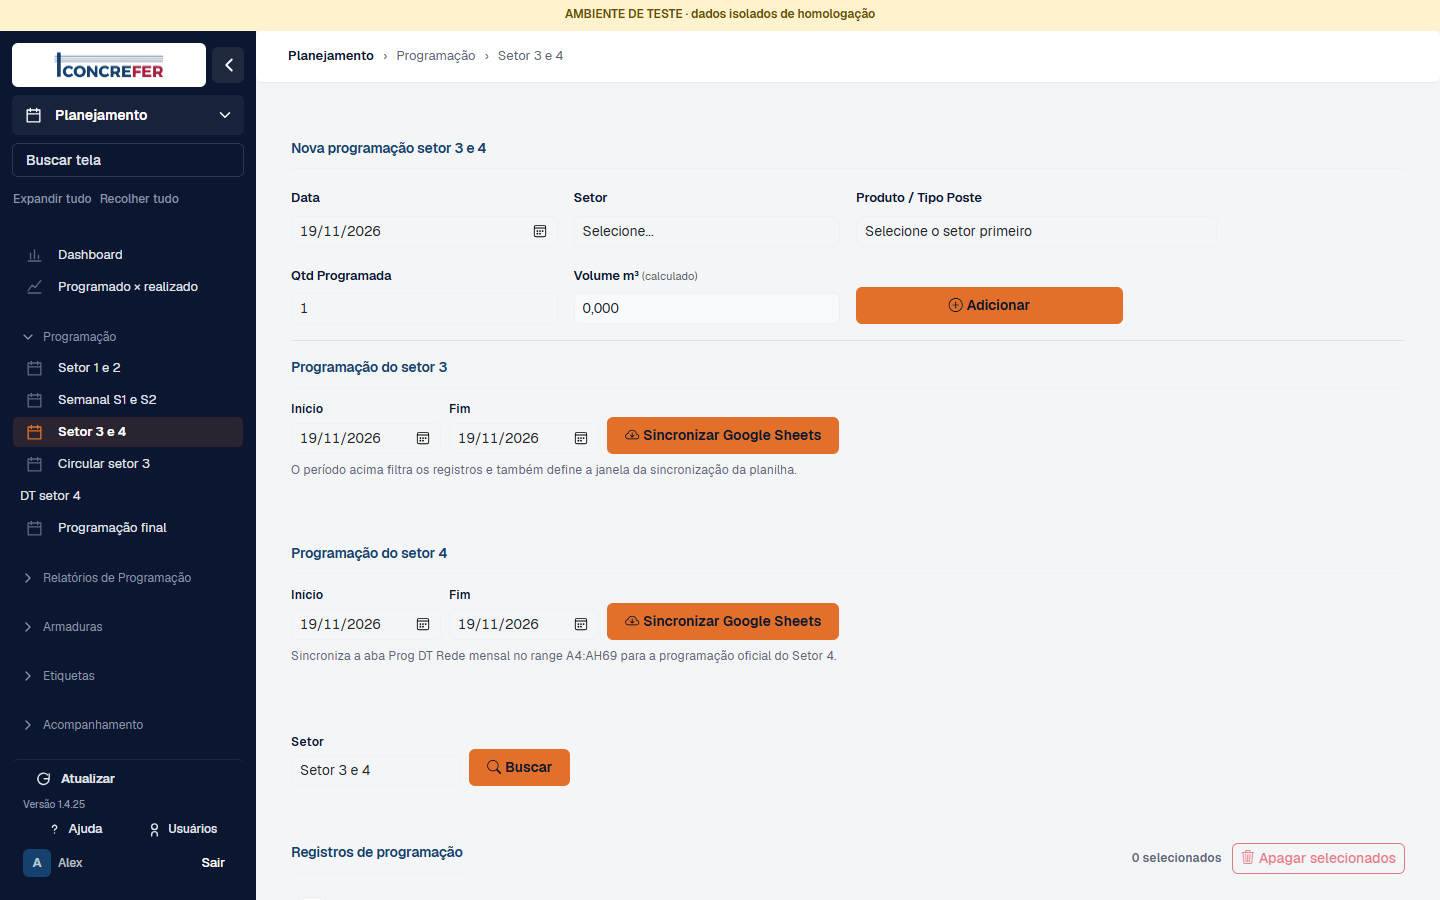 AMBIENTE DE TESTE · dados isolados de homologação
CONCREFER
Planejamento
Buscar tela
Expandir tudo Recolher tudo
Dashboard
Programado × realizado
Programação
Setor 1 e 2
Semanal S1 e S2
Setor 3 e 4
Circular setor 3
DT setor 4
Programação final
Relatórios de Programação
Armaduras
Etiquetas
Acompanhamento
Atualizar
Versão 1.4.25
? Ajuda Usuários
A Alex Sair
Planejamento › Programação › Setor 3 e 4
Nova programação setor 3 e 4
Data Setor Produto / Tipo Poste
19/11/2026 Selecione... Selecione o setor primeiro
Qtd Programada Volume m³ (calculado)
1 0,000 Adicionar
Programação do setor 3
Início Fim
19/11/2026 19/11/2026 Sincronizar Google Sheets
O período acima filtra os registros e também define a janela da sincronização da planilha.
Programação do setor 4
Início Fim
19/11/2026 19/11/2026 Sincronizar Google Sheets
Sincroniza a aba Prog DT Rede mensal no range A4:AH69 para a programação oficial do Setor 4.
Setor
Setor 3 e 4 Buscar
Registros de programação 0 selecionados Apagar selecionados